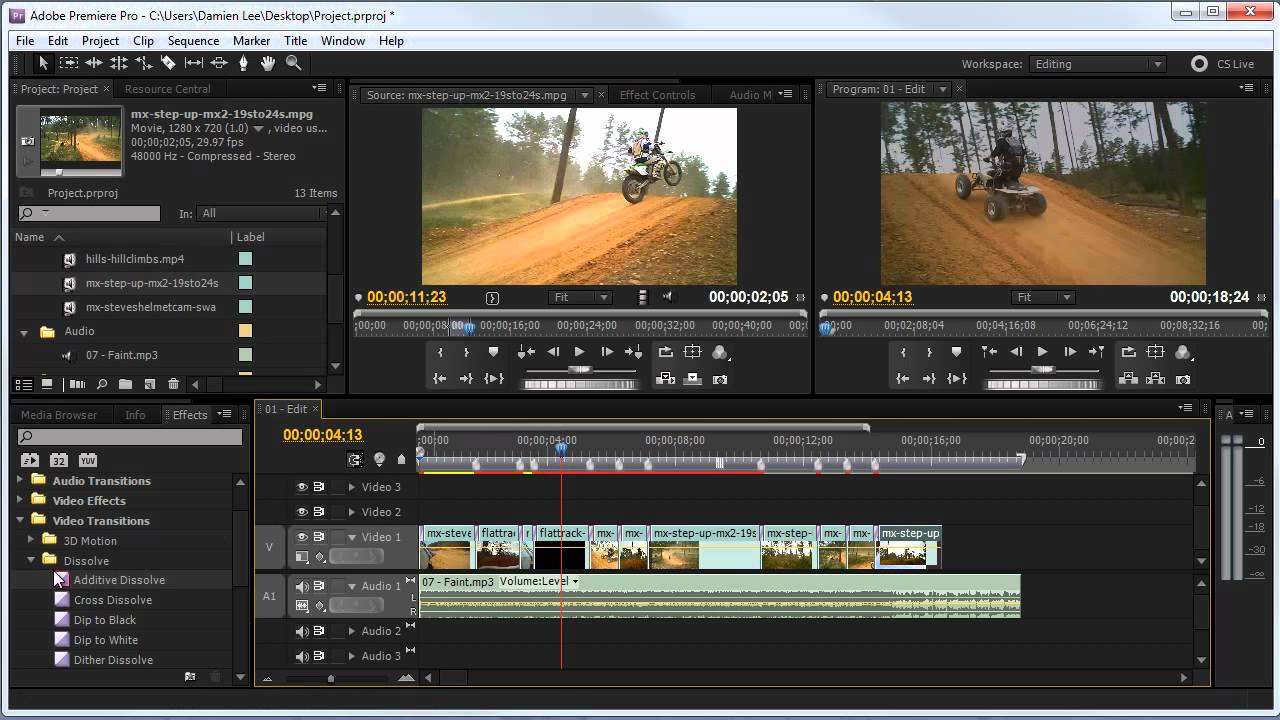 Pr Adobe Premiere Pro - C:\Users\Damien Lee\Desktop\Project.prproj *
File Edit Project Clip Sequence Marker Title Window Help
Workspace: Editing CS Live
Project: Project × Resource Central
mx-step-up-mx2-19sto24s.mpg
Movie, 1280 x 720 (1.0) , video us...
00;00;02;05, 29.97 fps
48000 Hz - Compressed - Stereo
Project.prproj 13 Items
In: All
Name Label
hills-hillclimbs.mp4
mx-step-up-mx2-19sto24s
mx-steveshelmetcam-swa
Audio
07 - Faint.mp3
Source: mx-step-up-mx2-19sto24s.mpg × Effect Controls Audio M
00;00;11;23 Fit 00;00;02;05
;00;00 00;00;08;00 00;00;16;00 00;00;24;00 00;00;32;00 00;00;40;00 00;
Program: 01 - Edit ×
00;00;04;13 Fit 00;00;18;24
;00;00 00;02;08;04 00;04;16;08 00;06;24;12 00;08;32;16 00;
Media Browser Info Effects
32 YUV
Audio Transitions
Video Effects
Video Transitions
3D Motion
Dissolve
Additive Dissolve
Cross Dissolve
Dip to Black
Dip to White
Dither Dissolve
01 - Edit ×
00;00;04;13
;00;00 00;00;04;00 00;00;08;00 00;00;12;00 00;00;16;00 00;00;20;00 00;00;2
Video 3
Video 2
V Video 1
mx-steve flattrac flattrack- mx- mx- mx-step-up-mx2-19s mx-step- mx- mx- mx-step-up
A1 Audio 1 L R
07 - Faint.mp3 Volume:Level
Audio 2
Audio 3
A
0
-6
-12
-18
-30
-∞